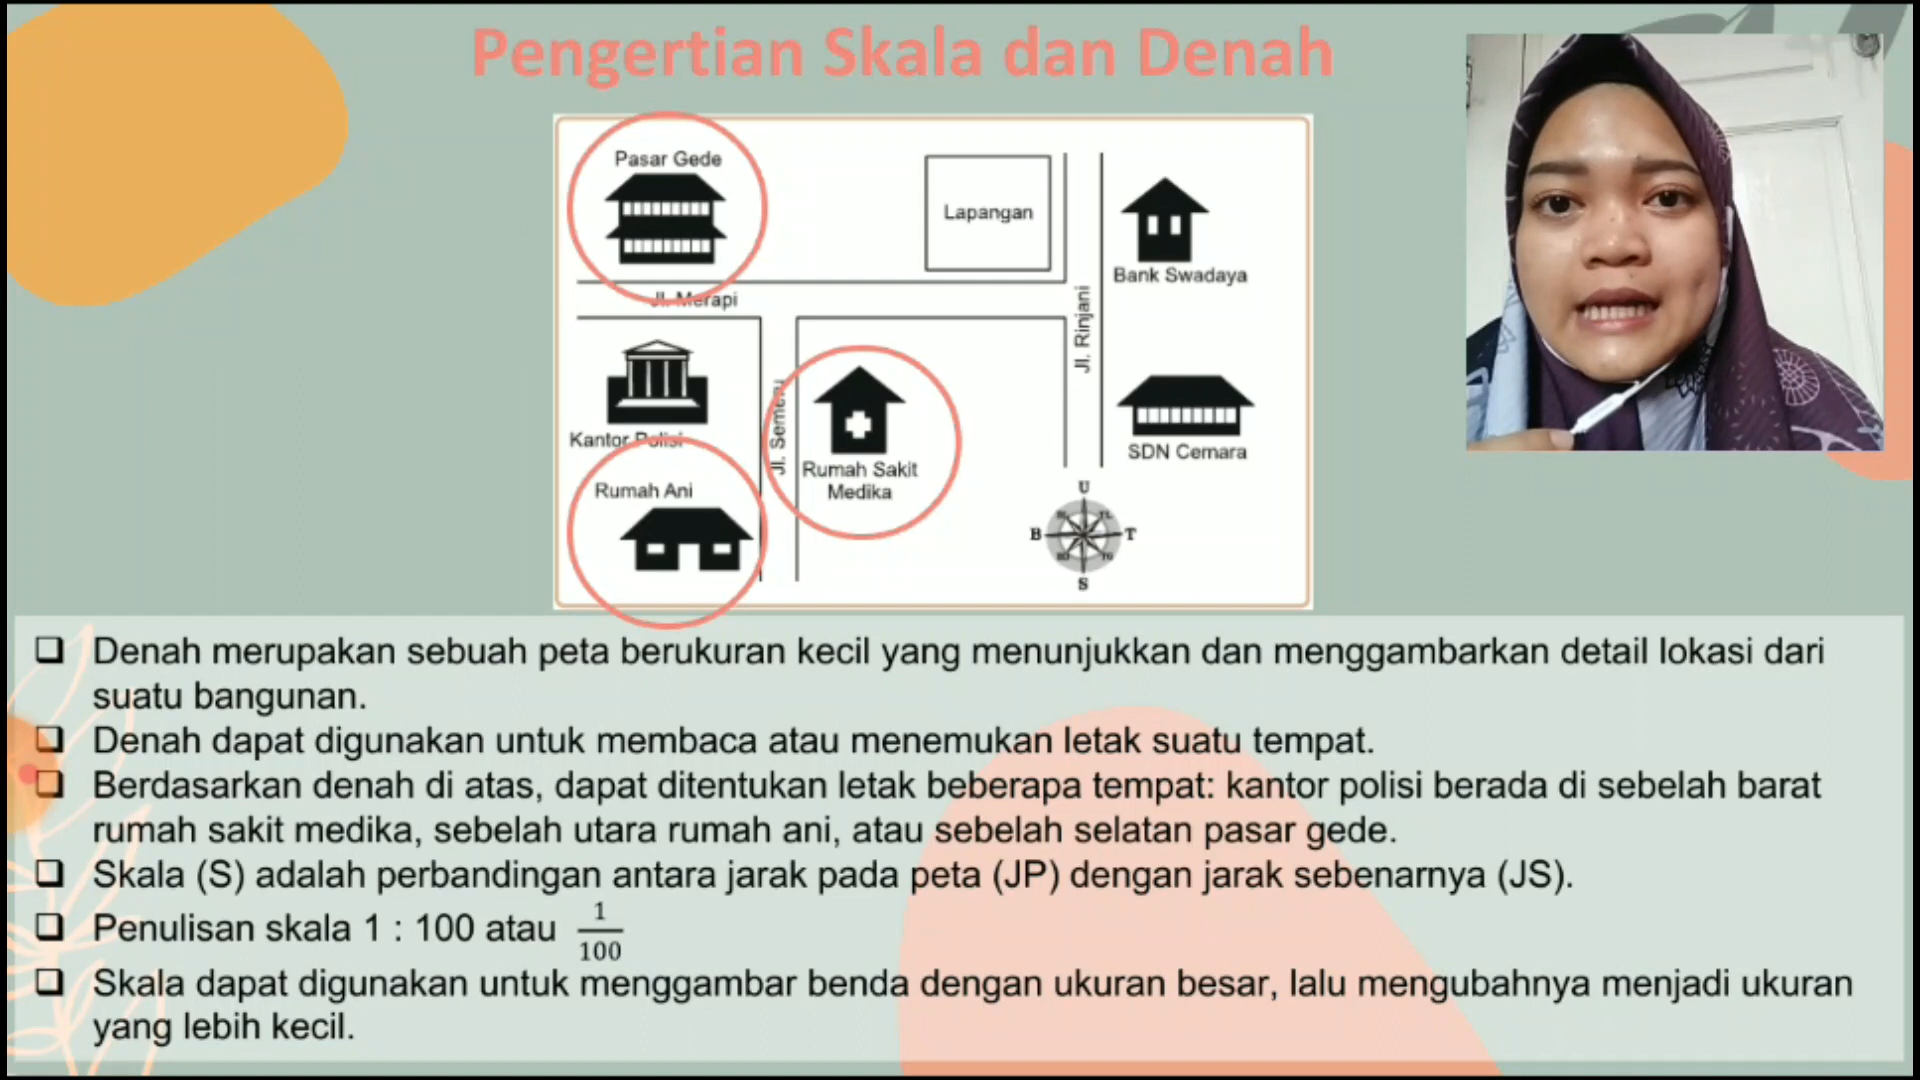 Pengertian Skala dan Denah
Pasar Gede
Lapangan
Bank Swadaya
Jl. Merapi
Jl. Rinjani
Kantor Polisi
Jl. Semeru
Rumah Sakit
Medika
SDN Cemara
Rumah Ani
U
B
T
S
Denah merupakan sebuah peta berukuran kecil yang menunjukkan dan menggambarkan detail lokasi dari
suatu bangunan.
Denah dapat digunakan untuk membaca atau menemukan letak suatu tempat.
Berdasarkan denah di atas, dapat ditentukan letak beberapa tempat: kantor polisi berada di sebelah barat
rumah sakit medika, sebelah utara rumah ani, atau sebelah selatan pasar gede.
Skala (S) adalah perbandingan antara jarak pada peta (JP) dengan jarak sebenarnya (JS).
Penulisan skala 1 : 100 atau 1/100
Skala dapat digunakan untuk menggambar benda dengan ukuran besar, lalu mengubahnya menjadi ukuran
yang lebih kecil.